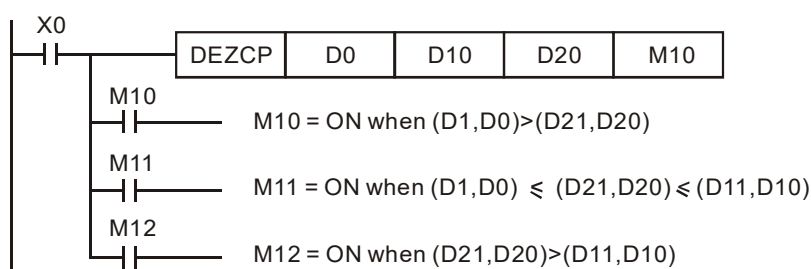 X0
DEZCP D0 D10 D20 M10
M10
M10 = ON when (D1,D0)>(D21,D20)
M11
M11 = ON when (D1,D0) ≤ (D21,D20) ≤ (D11,D10)
M12
M12 = ON when (D21,D20)>(D11,D10)